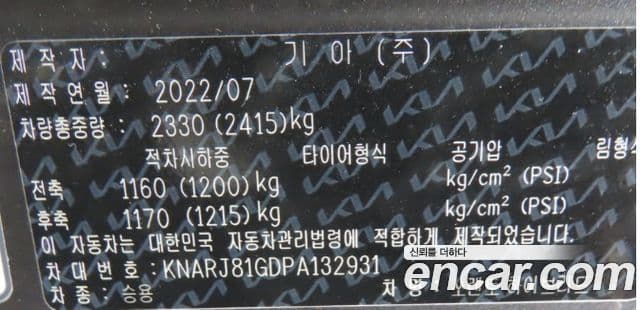 제 작 자 : 기 아 (주)
제 작 연 월 : 2022/07
차량총중량 : 2330 (2415)kg
적차시하중 타이어형식 공기압 림형식
전축 1160 (1200)kg kg/cm² (PSI)
후축 1170 (1215)kg kg/cm² (PSI)
이 자동차는 대한민국 자동차관리법령에 적합하게 제작되었습니다.
차 대 번 호 : KNARJ81GDPA132931
차 종 : 승용 차 명
신뢰를 더하다
encar.com